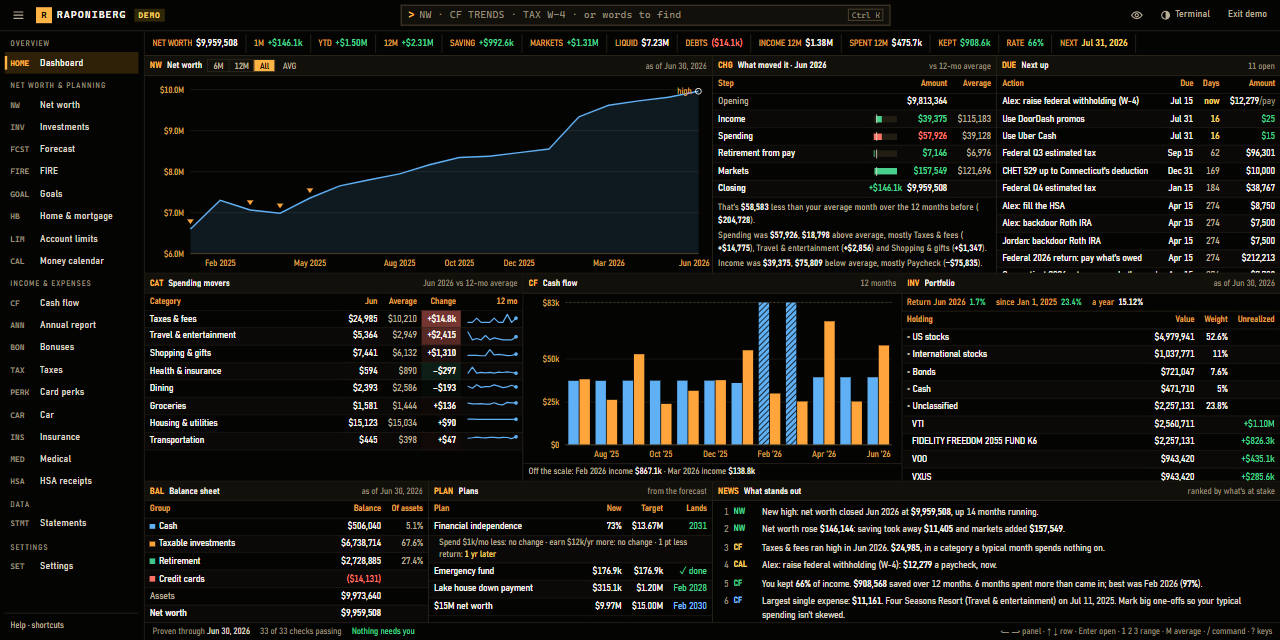 R RAPONIBERG DEMO
> NW · CF TRENDS · TAX W-4 · or words to find Ctrl K
Terminal Exit demo
OVERVIEW
HOME Dashboard
NET WORTH & PLANNING
NW Net worth
INV Investments
FCST Forecast
FIRE FIRE
GOAL Goals
HB Home & mortgage
LIM Account limits
CAL Money calendar
INCOME & EXPENSES
CF Cash flow
ANN Annual report
BON Bonuses
TAX Taxes
PERK Card perks
CAR Car
INS Insurance
MED Medical
HSA HSA receipts
DATA
STMT Statements
SETTINGS
SET Settings
Help · shortcuts
NET WORTH $9,959,508 1M +$146.1k YTD +$1.50M 12M +$2.31M SAVING +$992.6k MARKETS +$1.31M LIQUID $7.23M DEBTS ($14.1k) INCOME 12M $1.38M SPENT 12M $475.7k KEPT $908.6k RATE 66% NEXT Jul 31, 2026
NW Net worth 6M 12M All AVG as of Jun 30, 2026
$10.0M
$9.0M
$8.0M
$7.0M
$6.0M
high
Feb 2025 May 2025 Aug 2025 Oct 2025 Dec 2025 Mar 2026 Jun 2026
CHG What moved it · Jun 2026 vs 12-mo average
Step Amount Average
Opening $9,813,364
Income $39,375 $115,183
Spending $57,926 $39,128
Retirement from pay $7,146 $6,976
Markets $157,549 $121,696
Closing +$146.1k $9,959,508
That's $58,583 less than your average month over the 12 months before (
$204,728).
Spending was $57,926, $18,798 above average, mostly Taxes & fees (
+$14,775), Travel & entertainment (+$2,856) and Shopping & gifts (+$1,347).
Income was $39,375, $75,809 below average, mostly Paycheck (−$75,835).
DUE Next up 11 open
Action Due Days Amount
Alex: raise federal withholding (W-4) Jul 15 now $12,279/pay
Use DoorDash promos Jul 31 16 $25
Use Uber Cash Jul 31 16 $15
Federal Q3 estimated tax Sep 15 62 $96,301
CHET 529 up to Connecticut's deduction Dec 31 169 $10,000
Federal Q4 estimated tax Jan 15 184 $38,767
Alex: fill the HSA Apr 15 274 $8,750
Alex: backdoor Roth IRA Apr 15 274 $7,500
Jordan: backdoor Roth IRA Apr 15 274 $7,500
Federal 2026 return: pay what's owed Apr 15 274 $212,213
CAT Spending movers Jun 2026 vs 12-mo average
Category Jun Average Change 12 mo
Taxes & fees $24,985 $10,210 +$14.8k
Travel & entertainment $5,364 $2,949 +$2,415
Shopping & gifts $7,441 $6,132 +$1,310
Health & insurance $594 $890 −$297
Dining $2,393 $2,586 −$193
Groceries $1,581 $1,444 +$136
Housing & utilities $15,123 $15,034 +$90
Transportation $445 $398 +$47
CF Cash flow 12 months
$83k
$50k
$25k
$0
Aug '25 Oct '25 Dec '25 Feb '26 Apr '26 Jun '26
Off the scale: Feb 2026 income $867.1k · Mar 2026 income $138.8k
INV Portfolio as of Jun 30, 2026
Return Jun 2026 1.7% since Jan 1, 2025 23.4% a year 15.12%
Holding Value Weight Unrealized
· US stocks $4,979,941 52.6%
· International stocks $1,037,771 11%
· Bonds $721,047 7.6%
· Cash $471,710 5%
· Unclassified $2,257,131 23.8%
VTI $2,560,711 +$1.10M
FIDELITY FREEDOM 2055 FUND K6 $2,257,131 +$826.3k
VOO $943,420 +$435.1k
VXUS $943,420 +$285.6k
BAL Balance sheet as of Jun 30, 2026
Group Balance Of assets
Cash $506,040 5.1%
Taxable investments $6,738,714 67.6%
Retirement $2,728,885 27.4%
Credit cards ($14,131)
Assets $9,973,640
Net worth $9,959,508
PLAN Plans from the forecast
Plan Now Target Lands
Financial independence 73% $13.67M 2031
Spend $1k/mo less: no change · earn $12k/yr more: no change · 1 pt less
return: 1 yr later
Emergency fund $176.9k $176.9k ✓ done
Lake house down payment $315.1k $1.20M Feb 2028
$15M net worth $9.97M $15.00M Feb 2030
NEWS What stands out ranked by what's at stake
1 NW New high: net worth closed Jun 2026 at $9,959,508, up 14 months running.
2 NW Net worth rose $146,144: saving took away $11,405 and markets added $157,549.
3 CF Taxes & fees ran high in Jun 2026. $24,985, in a category a typical month spends nothing on.
4 CAL Alex: raise federal withholding (W-4): $12,279 a paycheck, now.
5 CF You kept 66% of income. $908,568 saved over 12 months. 6 months spent more than came in; best was Feb 2026 (97%).
6 CF Largest single expense: $11,161. Four Seasons Resort (Travel & entertainment) on Jul 11, 2025. Mark big one-offs so your typical
spending isn't skewed.
Proven through Jun 30, 2026 33 of 33 checks passing Nothing needs you
panel · ↑ ↓ row · Enter open · 1 2 3 range · M average · / command · ? keys